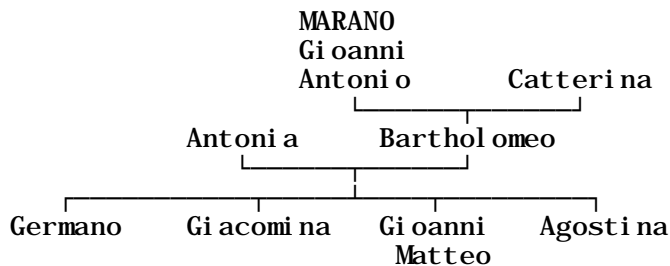 MARANO
Gioanni
Antonio Catterina
Antonia Bartholomeo
Germano Giacomina Gioanni Agostina
Matteo